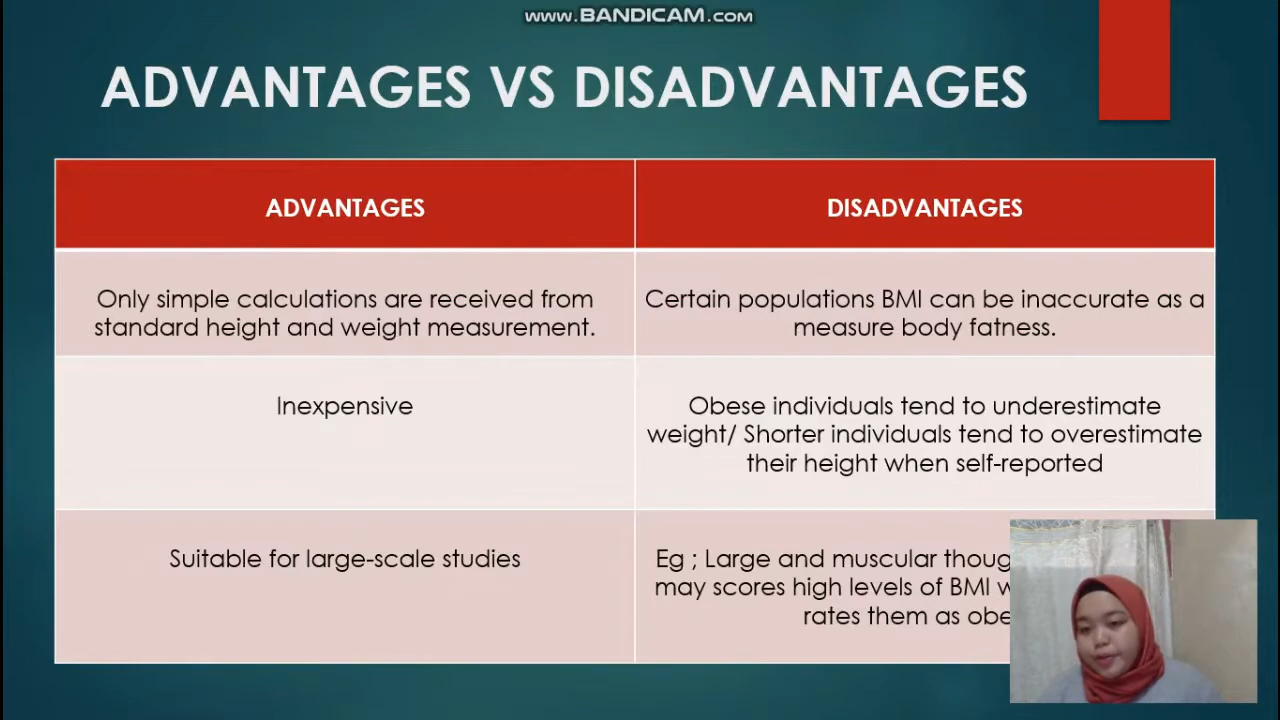 www.BANDICAM.com
ADVANTAGES VS DISADVANTAGES
ADVANTAGES
DISADVANTAGES
Only simple calculations are received from
standard height and weight measurement.
Certain populations BMI can be inaccurate as a
measure body fatness.
Inexpensive
Obese individuals tend to underestimate
weight/ Shorter individuals tend to overestimate
their height when self-reported
Suitable for large-scale studies
Eg ; Large and muscular
may scores high levels of BMI
rates them as